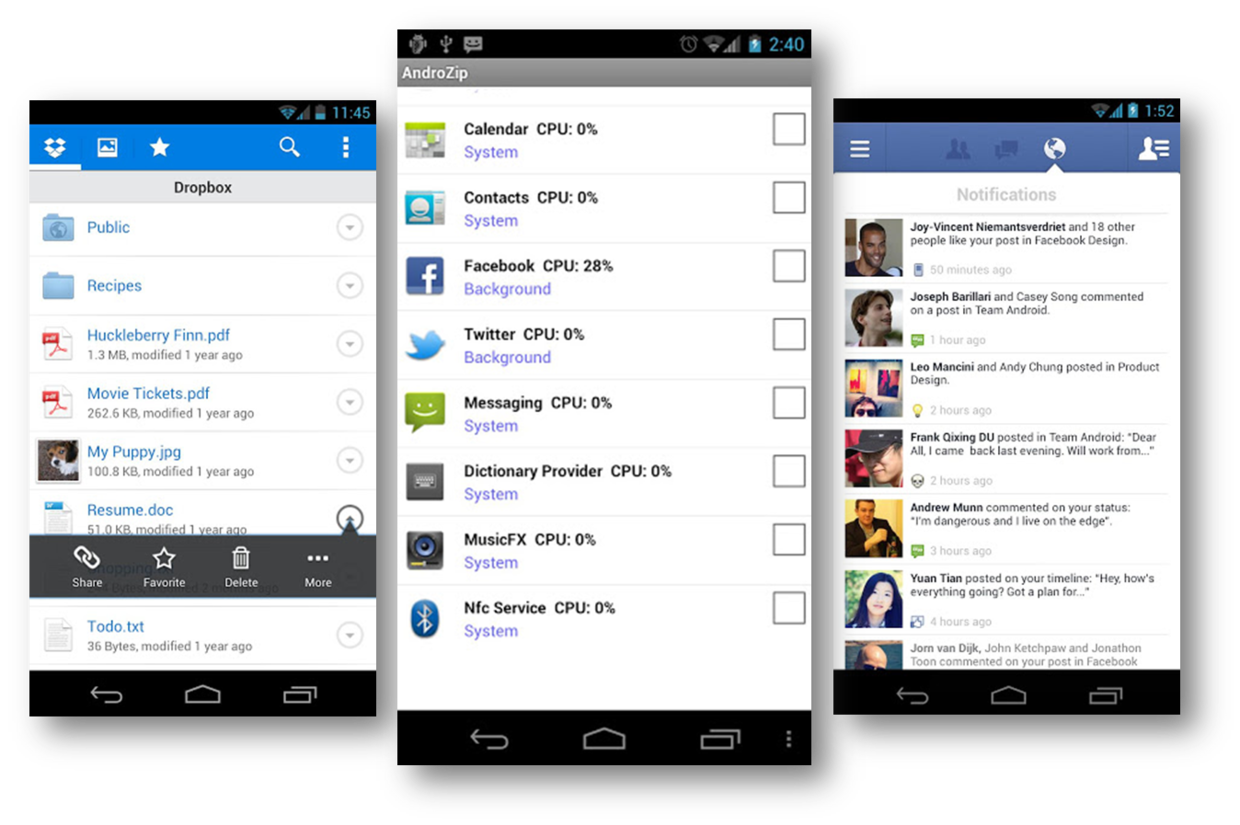 11:45
Dropbox
Public
Recipes
Huckleberry Finn.pdf
1.3 MB, modified 1 year ago
Movie Tickets.pdf
262.6 KB, modified 1 year ago
My Puppy.jpg
100.8 KB, modified 1 year ago
Resume.doc
51.0 KB, modified 1 year ago
Share Favorite Delete More
Todo.txt
36 Bytes, modified 1 year ago
2:40
AndroZip
Calendar CPU: 0%
System
Contacts CPU: 0%
System
Facebook CPU: 28%
Background
Twitter CPU: 0%
Background
Messaging CPU: 0%
System
Dictionary Provider CPU: 0%
System
MusicFX CPU: 0%
System
Nfc Service CPU: 0%
System
1:52
Notifications
Joy-Vincent Niemantsverdriet and 18 other
people like your post in Facebook Design.
50 minutes ago
Joseph Barillari and Casey Song commented
on a post in Team Android.
1 hour ago
Leo Mancini and Andy Chung posted in Product
Design.
2 hours ago
Frank Qixing DU posted in Team Android: "Dear
All, I came back last evening. Will work from..."
2 hours ago
Andrew Munn commented on your status:
"I'm dangerous and I live on the edge".
3 hours ago
Yuan Tian posted on your timeline: "Hey, how's
everything going? Got a plan for..."
4 hours ago
Jorn van Dijk, John Ketchpaw and Jonathon
Toon commented on your post in Facebook